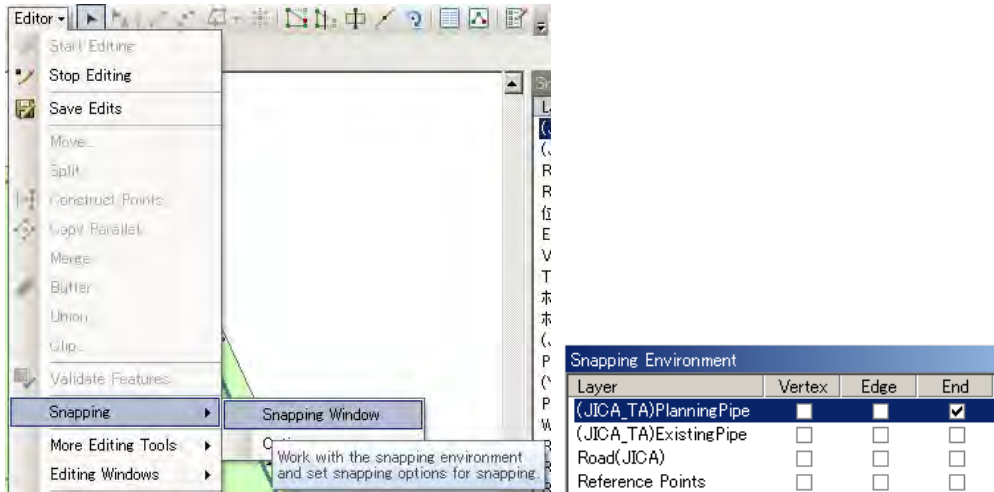 Editor
Start Editing
Stop Editing
Save Edits
Move...
Split...
Construct Points...
Copy Parallel...
Merge...
Buffer...
Union...
Clip...
Validate Features
Snapping
More Editing Tools
Editing Windows
Snapping Window
Work with the snapping environment
and set snapping options for snapping.
Snapping Environment
Layer Vertex Edge End
(JICA_TA)PlanningPipe
(JICA_TA)ExistingPipe
Road(JICA)
Reference Points